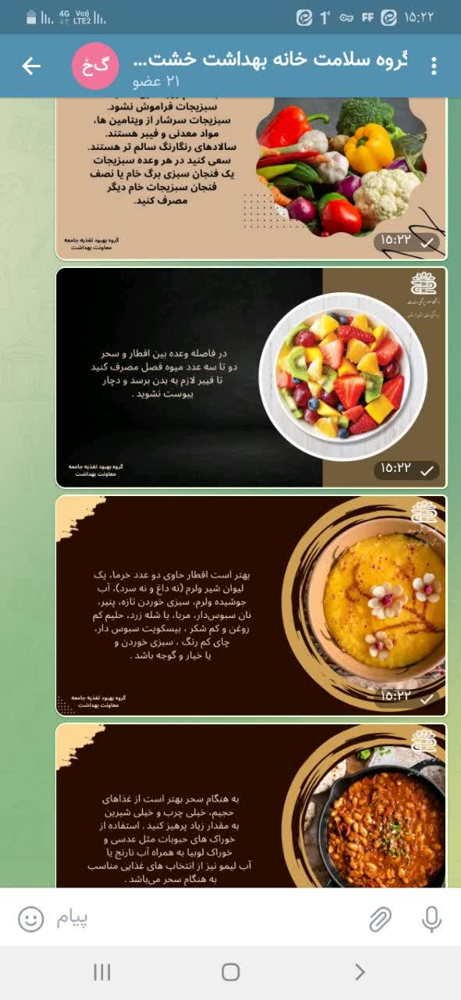 ۱۵:۲۲
4G
Vo))
LTE2
1
FF
گروه سلامت خانه بهداشت خشت...
۲۱ عضو
گ‌خ
سبزیجات فراموش نشود.
سبزیجات سرشار از ویتامین ها،
مواد معدنی و فیبر هستند.
سالادهای رنگارنگ سالم تر هستند.
سعی کنید در هر وعده سبزیجات
یک فنجان سبزی برگ خام یا نصف
فنجان سبزیجات خام دیگر
مصرف کنید.
گروه بهبود تغذیه جامعه
معاونت بهداشت
۱۵:۲۲
در فاصله وعده بین افطار و سحر
دو تا سه عدد میوه فصل مصرف کنید
تا فیبر لازم به بدن برسد و دچار
یبوست نشوید .
گروه بهبود تغذیه جامعه
معاونت بهداشت
۱۵:۲۲
بهتر است افطار حاوی دو عدد خرما، یک
لیوان شیر ولرم (نه داغ و نه سرد)، آب
جوشیده ولرم، سبزی خوردن تازه، پنیر،
نان سبوس‌دار، مربا، یا شله زرد، حلیم کم
روغن و کم شکر ، بیسکویت سبوس دار،
چای کم رنگ ، سبزی خوردن و
یا خیار و گوجه باشد .
گروه بهبود تغذیه جامعه
معاونت بهداشت
۱۵:۲۲
به هنگام سحر بهتر است از غذاهای
حجیم، خیلی چرب و خیلی شیرین
به مقدار زیاد پرهیز کنید . استفاده از
خوراک های حبوبات مثل عدسی و
خوراک لوبیا به همراه آب نارنج یا
آب لیمو نیز از انتخاب های غذایی مناسب
به هنگام سحر می‌باشد .
پیام